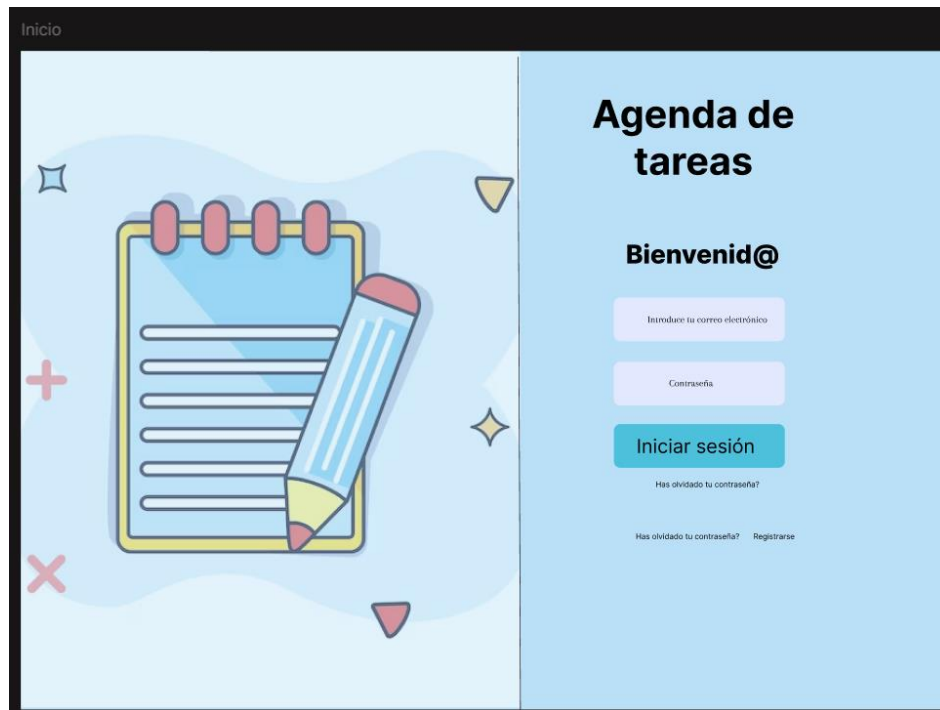 Inicio
Agenda de
tareas
Bienvenid@
Introduce tu correo electrónico
Contraseña
Iniciar sesión
Has olvidado tu contraseña?
Has olvidado tu contraseña? Registrarse